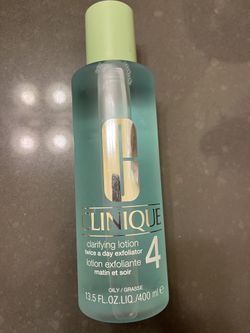 CLINIQUE
clarifying lotion
twice a day exfoliator
lotion exfoliante
matin et soir
4
OILY / GRASSE
13.5 FL.OZ.LIQ./400 ml ℮